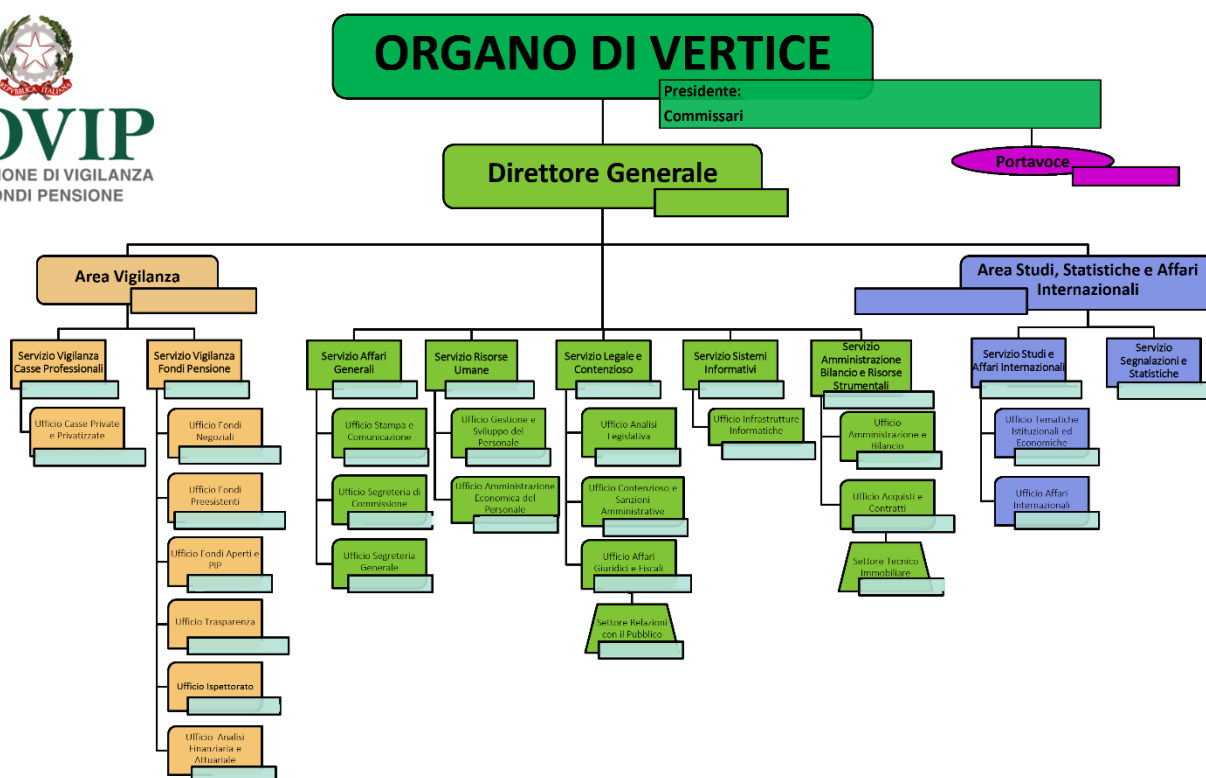 REPVBBLICA ITALIANA
OVIP
IONE DI VIGILANZA
ONDI PENSIONE
ORGANO DI VERTICE
Presidente:
Commissari
Portavoce
Direttore Generale
Area Vigilanza
Area Studi, Statistiche e Affari
Internazionali
Servizio Vigilanza
Casse Professionali
Ufficio Casse Private
e Privatizzate
Servizio Vigilanza
Fondi Pensione
Ufficio Fondi
Negoziali
Ufficio Fondi
Preesistenti
Ufficio Fondi Aperti e
PIP
Ufficio Trasparenza
Ufficio Ispettorato
Ufficio Analisi
Finanziaria e
Attuariale
Servizio Affari
Generali
Ufficio Stampa e
Comunicazione
Ufficio Segreteria di
Commissione
Ufficio Segreteria
Generale
Servizio Risorse
Umane
Ufficio Gestione e
Sviluppo del
Personale
Ufficio Amministrazione
Economica del
Personale
Servizio Legale e
Contenzioso
Ufficio Analisi
Legislativa
Ufficio Contenzioso e
Sanzioni
Amministrative
Ufficio Affari
Giuridici e Fiscali
Settore Relazioni
con il Pubblico
Servizio Sistemi
Informativi
Ufficio Infrastrutture
Informatiche
Servizio
Amministrazione
Bilancio e Risorse
Strumentali
Ufficio
Amministrazione e
Bilancio
Ufficio Acquisti e
Contratti
Settore Tecnico
Immobiliare
Servizio Studi e
Affari Internazionali
Ufficio Tematiche
Istituzionali ed
Economiche
Ufficio Affari
Internazionali
Servizio
Segnalazioni e
Statistiche